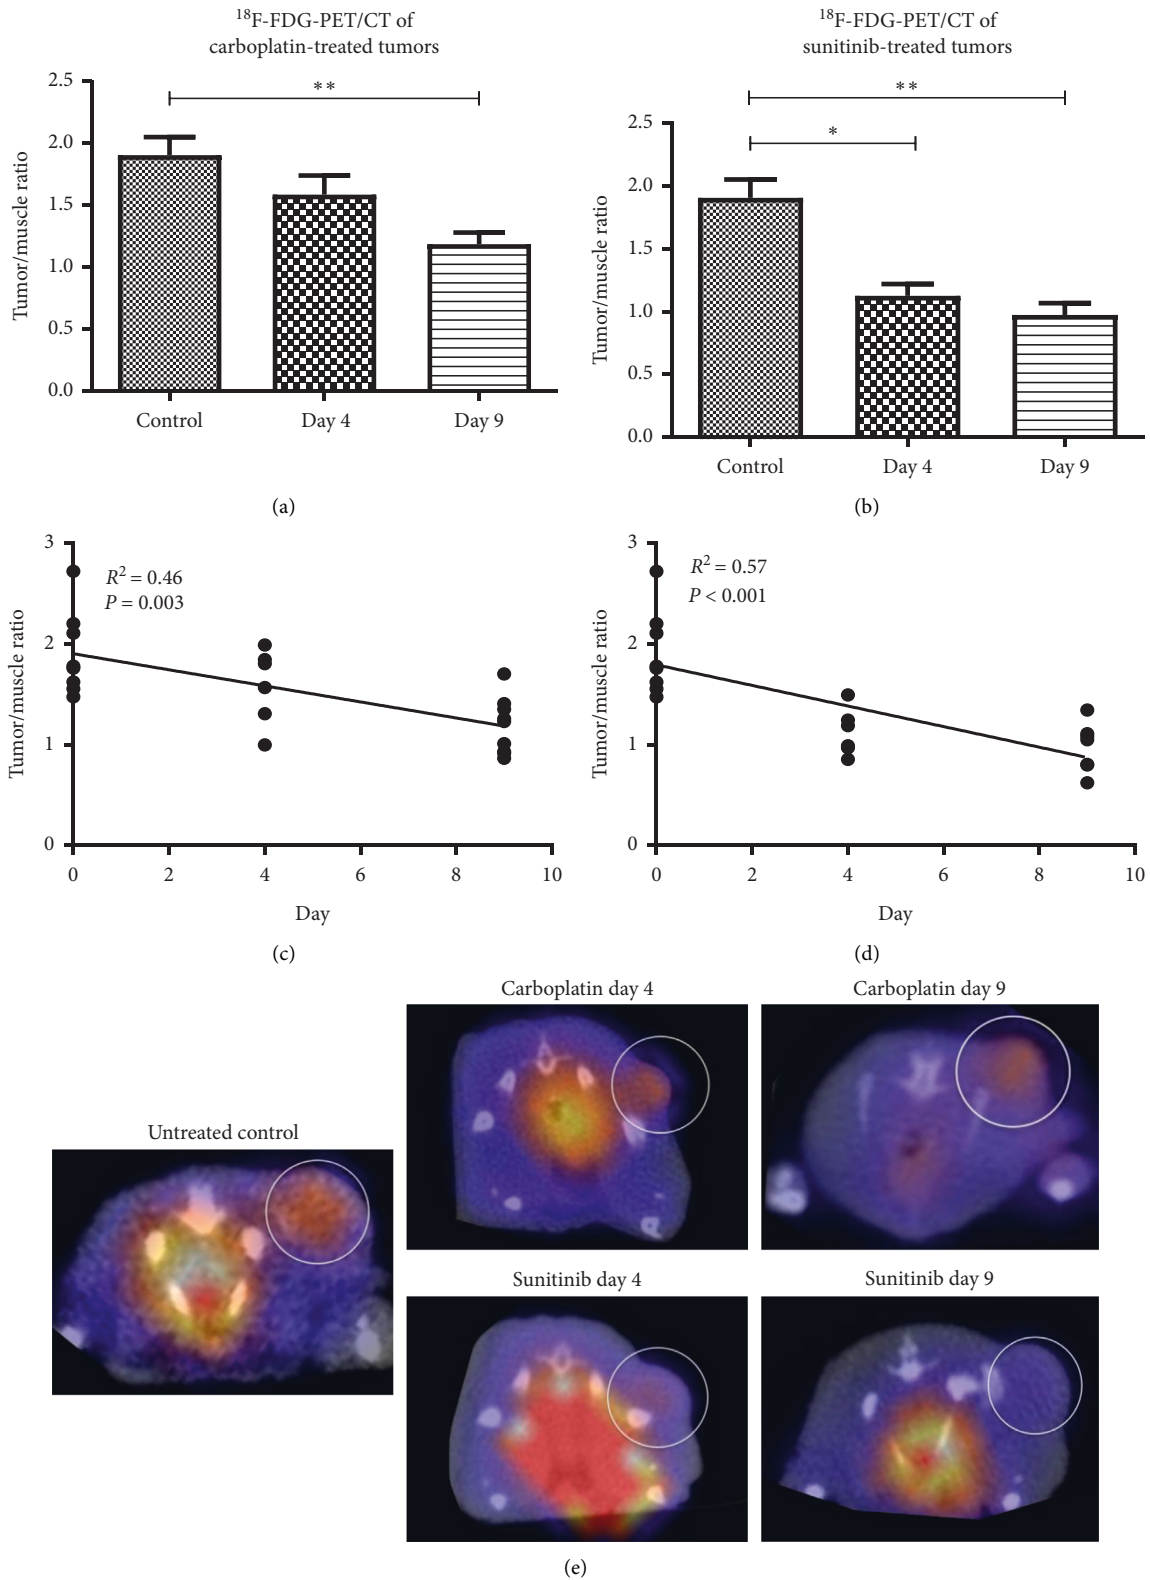 ¹⁸F-FDG-PET/CT of
carboplatin-treated tumors
2.5
2.0
1.5
1.0
0.5
0.0
Tumor/muscle ratio
**
Control
Day 4
Day 9
(a)
¹⁸F-FDG-PET/CT of
sunitinib-treated tumors
2.5
2.0
1.5
1.0
0.5
0.0
Tumor/muscle ratio
**
*
Control
Day 4
Day 9
(b)
3
2
1
0
Tumor/muscle ratio
R² = 0.46
P = 0.003
0 2 4 6 8 10
Day
(c)
3
2
1
0
Tumor/muscle ratio
R² = 0.57
P < 0.001
0 2 4 6 8 10
Day
(d)
Untreated control
Carboplatin day 4
Carboplatin day 9
Sunitinib day 4
Sunitinib day 9
(e)